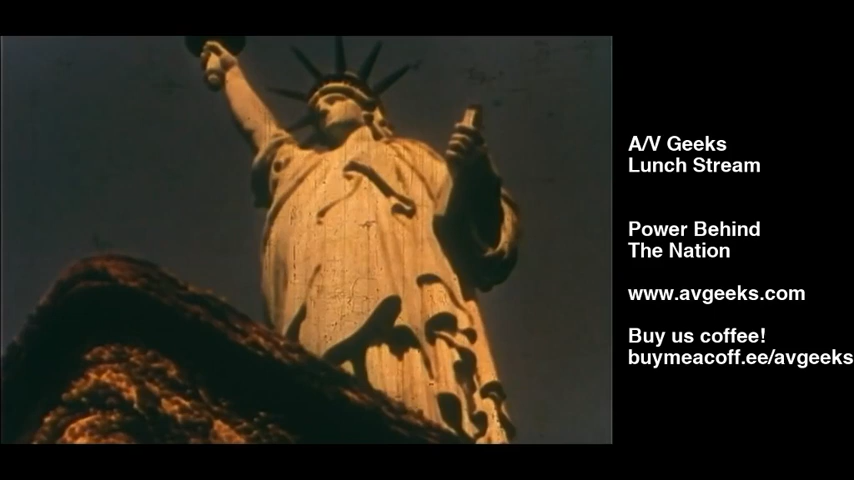 A/V Geeks
Lunch Stream
Power Behind
The Nation
www.avgeeks.com
Buy us coffee!
buymeacoff.ee/avgeeks